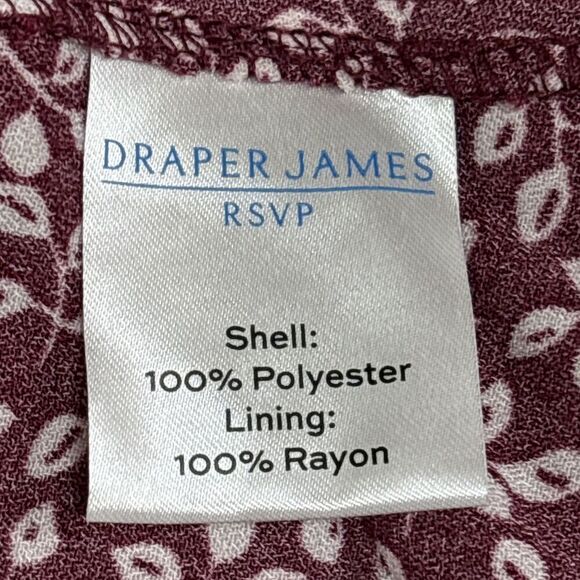 DRAPER JAMES
RSVP
Shell:
100% Polyester
Lining:
100% Rayon